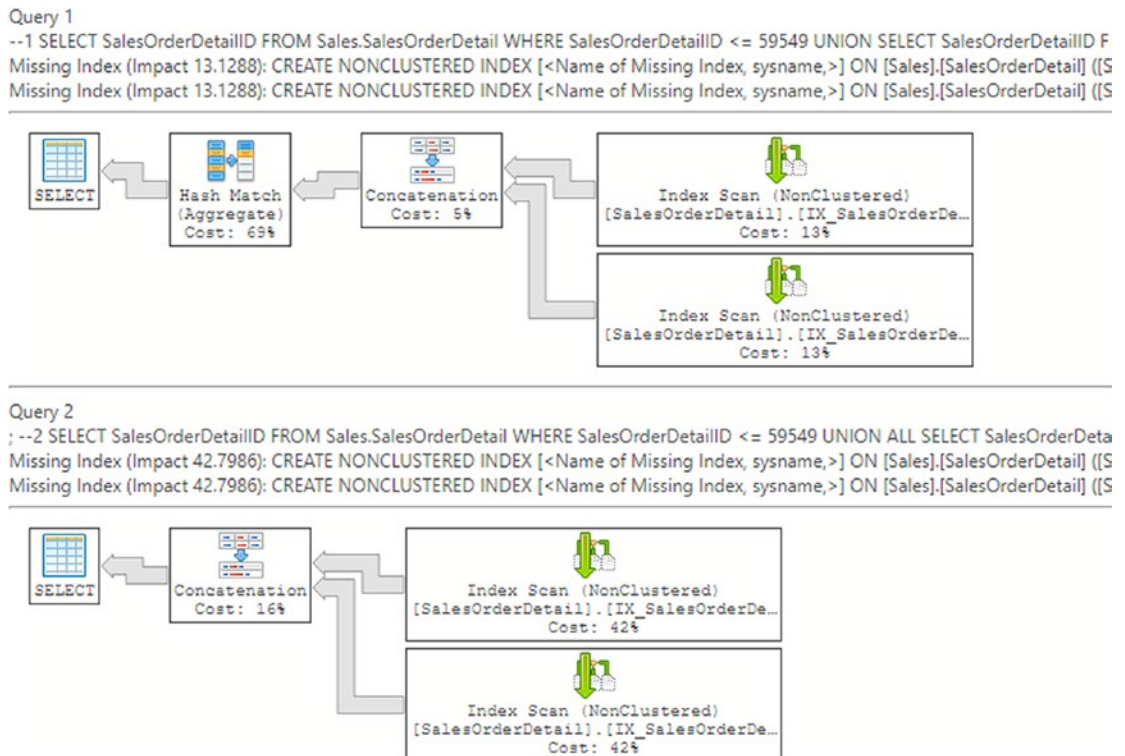 Query 1
--1 SELECT SalesOrderDetailID FROM Sales.SalesOrderDetail WHERE SalesOrderDetailID <= 59549 UNION SELECT SalesOrderDetailID F
Missing Index (Impact 13.1288): CREATE NONCLUSTERED INDEX [<Name of Missing Index, sysname,>] ON [Sales].[SalesOrderDetail] ([S
Missing Index (Impact 13.1288): CREATE NONCLUSTERED INDEX [<Name of Missing Index, sysname,>] ON [Sales].[SalesOrderDetail] ([S
SELECT
Hash Match
(Aggregate)
Cost: 69%
Concatenation
Cost: 5%
Index Scan (NonClustered)
[SalesOrderDetail].[IX_SalesOrderDe…
Cost: 13%
Index Scan (NonClustered)
[SalesOrderDetail].[IX_SalesOrderDe…
Cost: 13%
Query 2
; --2 SELECT SalesOrderDetailID FROM Sales.SalesOrderDetail WHERE SalesOrderDetailID <= 59549 UNION ALL SELECT SalesOrderDeta
Missing Index (Impact 42.7986): CREATE NONCLUSTERED INDEX [<Name of Missing Index, sysname,>] ON [Sales].[SalesOrderDetail] ([S
Missing Index (Impact 42.7986): CREATE NONCLUSTERED INDEX [<Name of Missing Index, sysname,>] ON [Sales].[SalesOrderDetail] ([S
SELECT
Concatenation
Cost: 16%
Index Scan (NonClustered)
[SalesOrderDetail].[IX_SalesOrderDe…
Cost: 42%
Index Scan (NonClustered)
[SalesOrderDetail].[IX_SalesOrderDe…
Cost: 42%